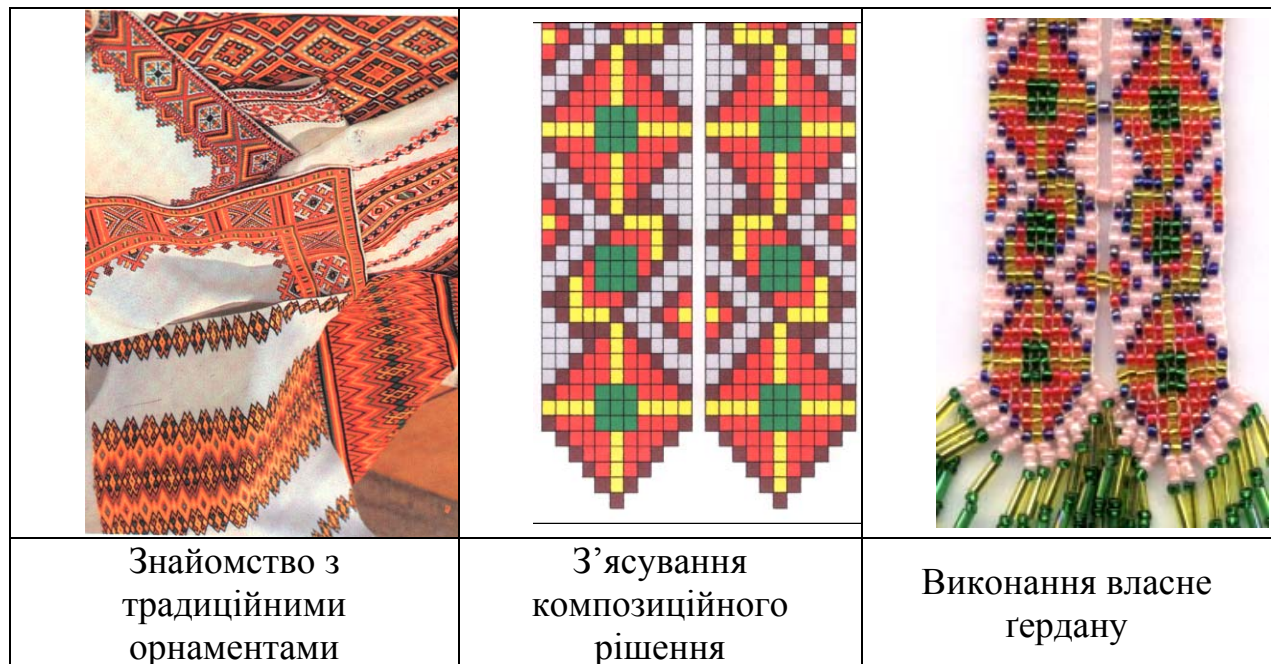 Знайомство з
традиційними
орнаментами
З’ясування
композиційного
рішення
Виконання власне
ґердану